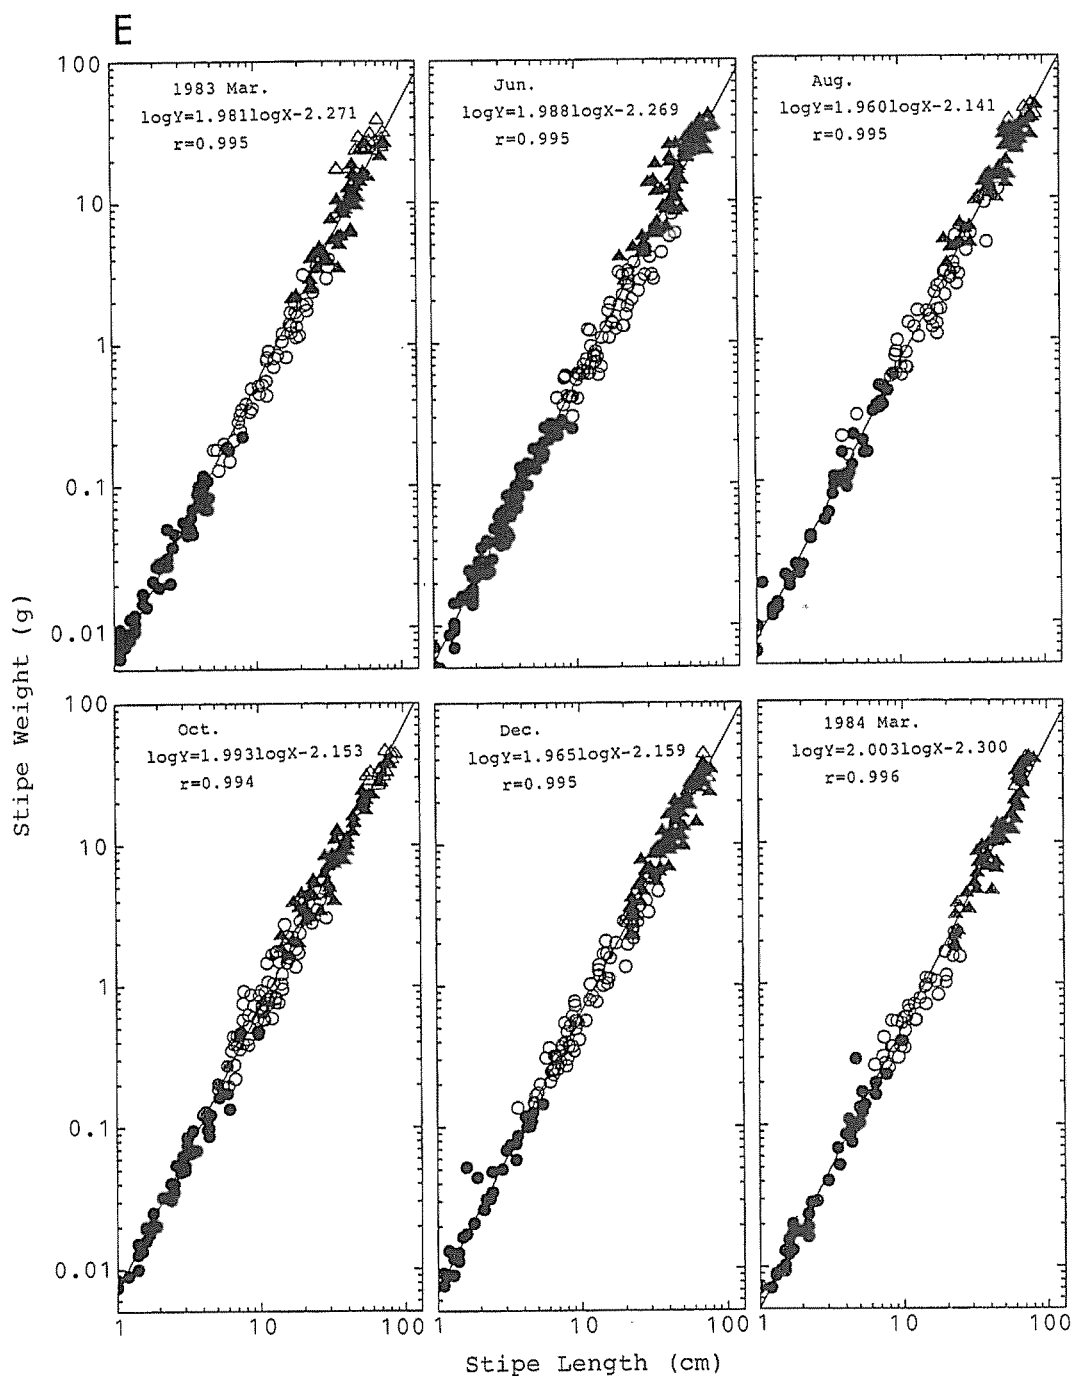 E
100
10
1
0.1
0.01
1983 Mar.
logY=1.981logX-2.271
r=0.995
Jun.
logY=1.988logX-2.269
r=0.995
Aug.
logY=1.960logX-2.141
r=0.995
Stipe Weight (g)
100
10
1
0.1
0.01
Oct.
logY=1.993logX-2.153
r=0.994
Dec.
logY=1.965logX-2.159
r=0.995
1984 Mar.
logY=2.003logX-2.300
r=0.996
1 10 100 1 10 100 1 10 100
Stipe Length (cm)